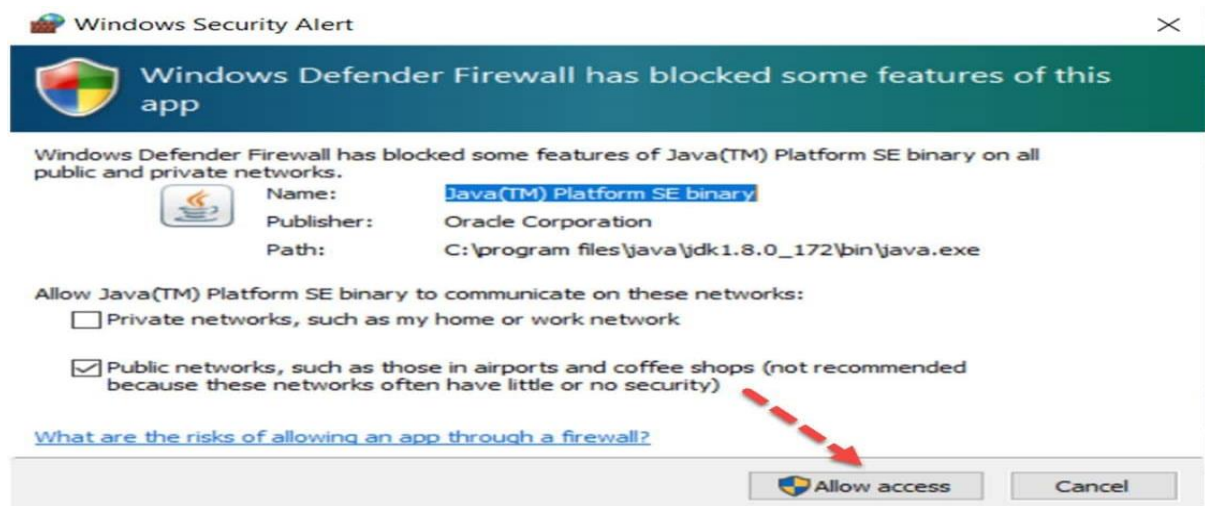 Windows Security Alert
Windows Defender Firewall has blocked some features of this
app
Windows Defender Firewall has blocked some features of Java(TM) Platform SE binary on all
public and private networks.
Name: Java(TM) Platform SE binary
Publisher: Oracle Corporation
Path: C:\program files\java\jdk1.8.0_172\bin\java.exe
Allow Java(TM) Platform SE binary to communicate on these networks:
Private networks, such as my home or work network
Public networks, such as those in airports and coffee shops (not recommended
because these networks often have little or no security)
What are the risks of allowing an app through a firewall?
Allow access Cancel